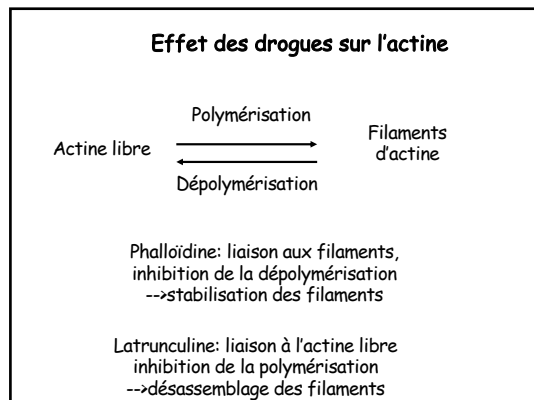 Effet des drogues sur l'actine
Polymérisation
Actine libre
Filaments
d'actine
Dépolymérisation
Phalloïdine: liaison aux filaments,
inhibition de la dépolymérisation
-->stabilisation des filaments
Latrunculine: liaison à l'actine libre
inhibition de la polymérisation
-->désassemblage des filaments